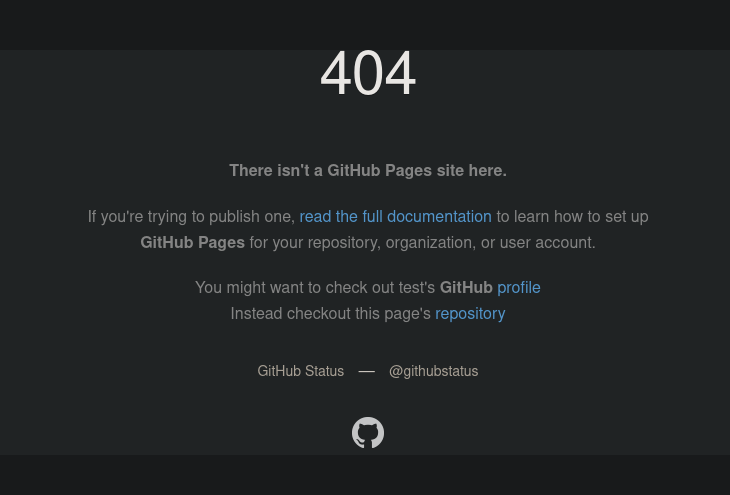 404
There isn't a GitHub Pages site here.
If you're trying to publish one, read the full documentation to learn how to set up
GitHub Pages for your repository, organization, or user account.
You might want to check out test's GitHub profile
Instead checkout this page's repository
GitHub Status — @githubstatus